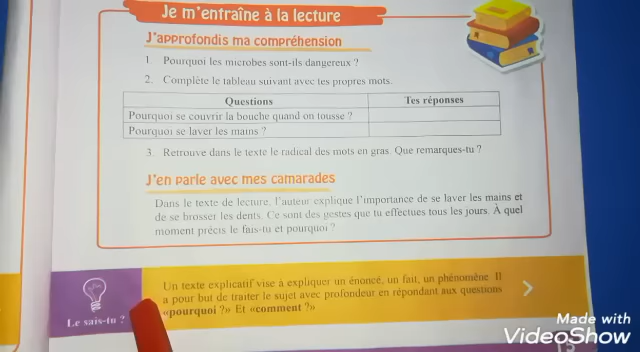 Je m'entraîne à la lecture
J'approfondis ma compréhension
1. Pourquoi les microbes sont-ils dangereux ?
2. Complète le tableau suivant avec tes propres mots.
Questions Tes réponses
Pourquoi se couvrir la bouche quand on tousse ?
Pourquoi se laver les mains ?
3. Retrouve dans le texte le radical des mots en gras. Que remarques-tu ?
J'en parle avec mes camarades
Dans le texte de lecture, l'auteur explique l'importance de se laver les mains et
de se brosser les dents. Ce sont des gestes que tu effectues tous les jours. À quel
moment précis le fais-tu et pourquoi ?
Un texte explicatif vise à expliquer un énoncé, un fait, un phénomène. Il
a pour but de traiter le sujet avec profondeur en répondant aux questions
«pourquoi ?» Et «comment ?»
Le sais-tu ?
Made with
VideoShow